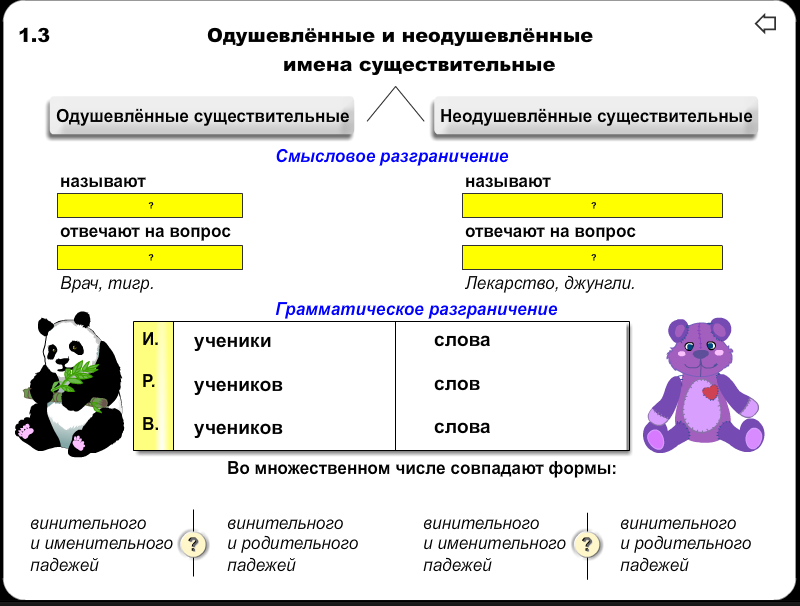 1.3
Одушевлённые и неодушевлённые
имена существительные
Одушевлённые существительные
Неодушевлённые существительные
Смысловое разграничение
называют
?
отвечают на вопрос
?
Врач, тигр.
называют
?
отвечают на вопрос
?
Лекарство, джунгли.
Грамматическое разграничение
И. ученики слова
Р. учеников слов
В. учеников слова
Во множественном числе совпадают формы:
винительного
и именительного
падежей
?
винительного
и родительного
падежей
винительного
и именительного
падежей
?
винительного
и родительного
падежей